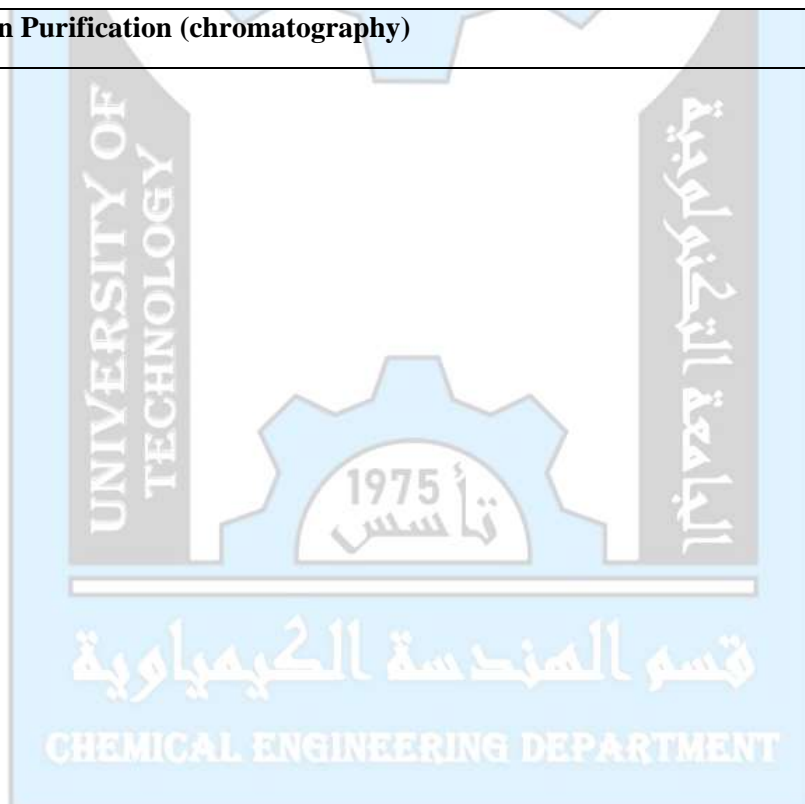 Purification (chromatography)
UNIVERSITY OF
TECHNOLOGY
الجامعة التكنولوجية
1975
تأسس
قسم الهندسة الكيمياوية
CHEMICAL ENGINEERING DEPARTMENT